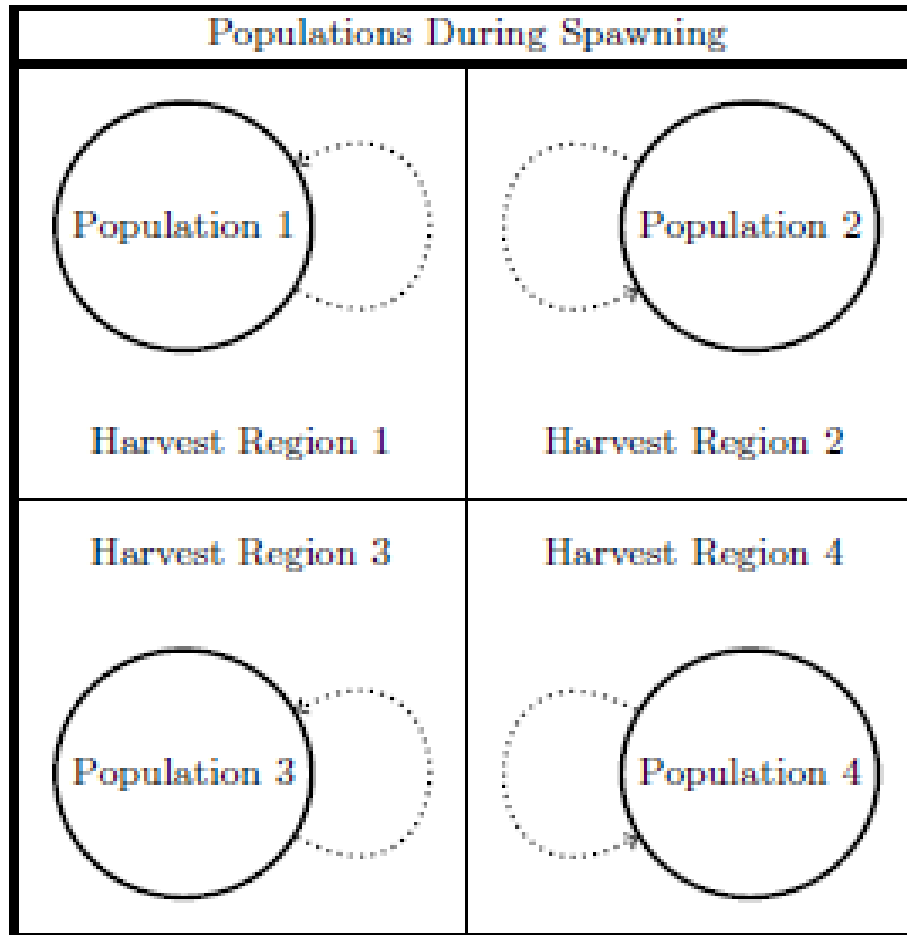 Populations During Spawning
Population 1
Population 2
Harvest Region 1
Harvest Region 2
Harvest Region 3
Harvest Region 4
Population 3
Population 4